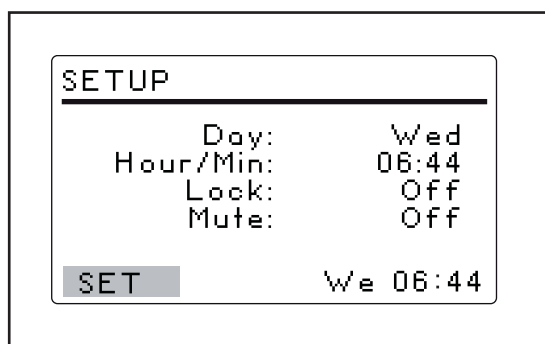 SETUP
Day: Wed
Hour/Min: 06:44
Lock: Off
Mute: Off
SET We 06:44